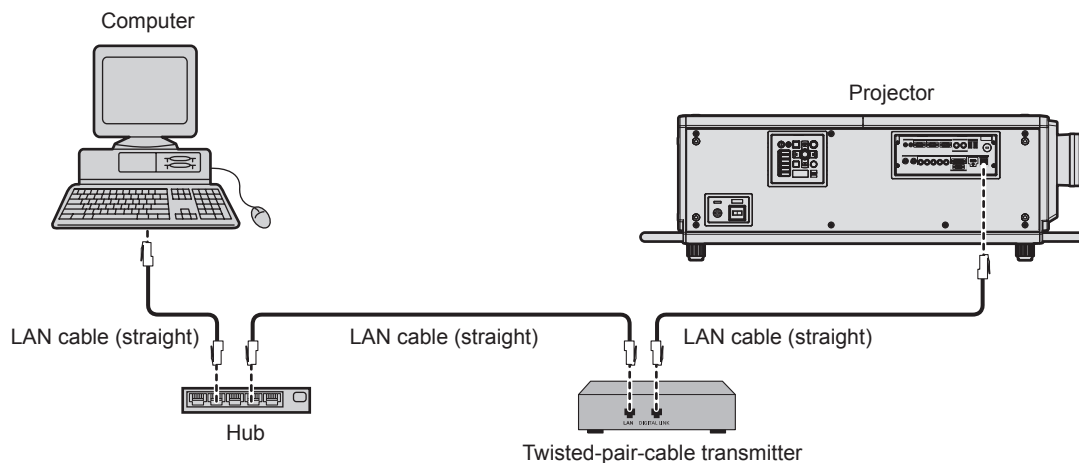 Computer
Projector
LAN cable (straight)
LAN cable (straight)
LAN cable (straight)
LAN
DIGITAL LINK
Hub
Twisted-pair-cable transmitter